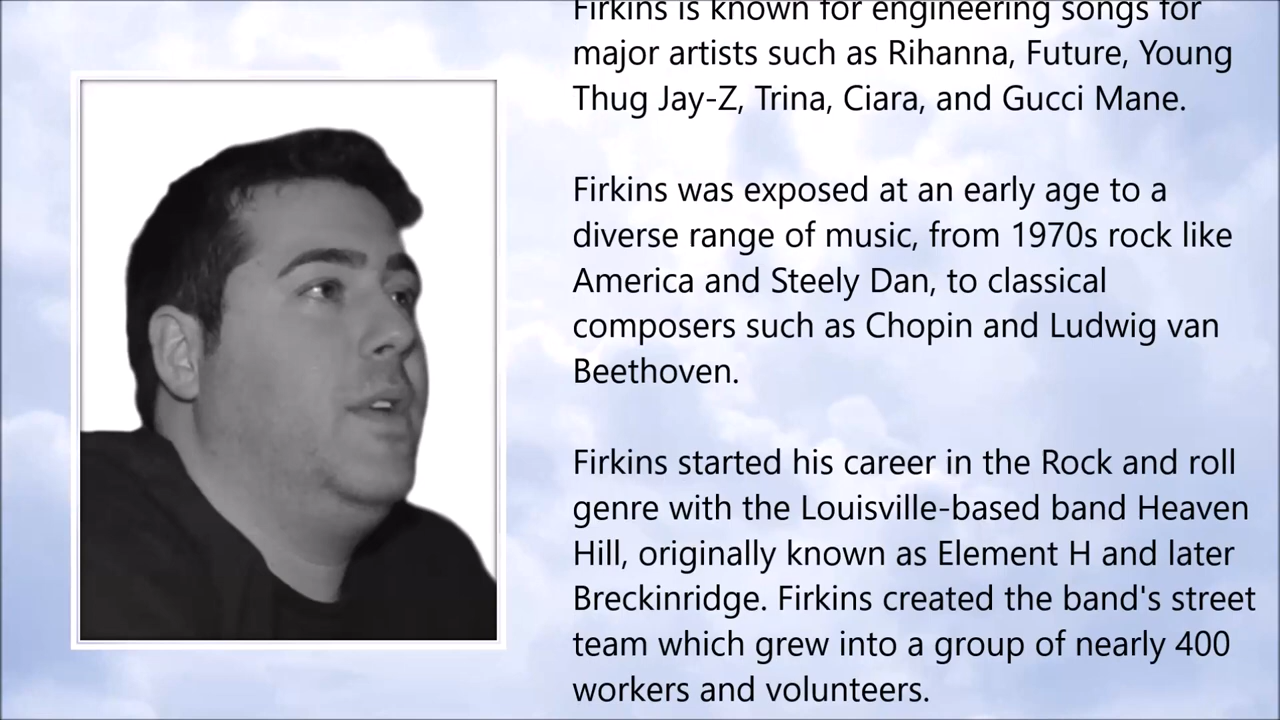 Firkins is known for engineering songs for
major artists such as Rihanna, Future, Young
Thug Jay-Z, Trina, Ciara, and Gucci Mane.
Firkins was exposed at an early age to a
diverse range of music, from 1970s rock like
America and Steely Dan, to classical
composers such as Chopin and Ludwig van
Beethoven.
Firkins started his career in the Rock and roll
genre with the Louisville-based band Heaven
Hill, originally known as Element H and later
Breckinridge. Firkins created the band's street
team which grew into a group of nearly 400
workers and volunteers.